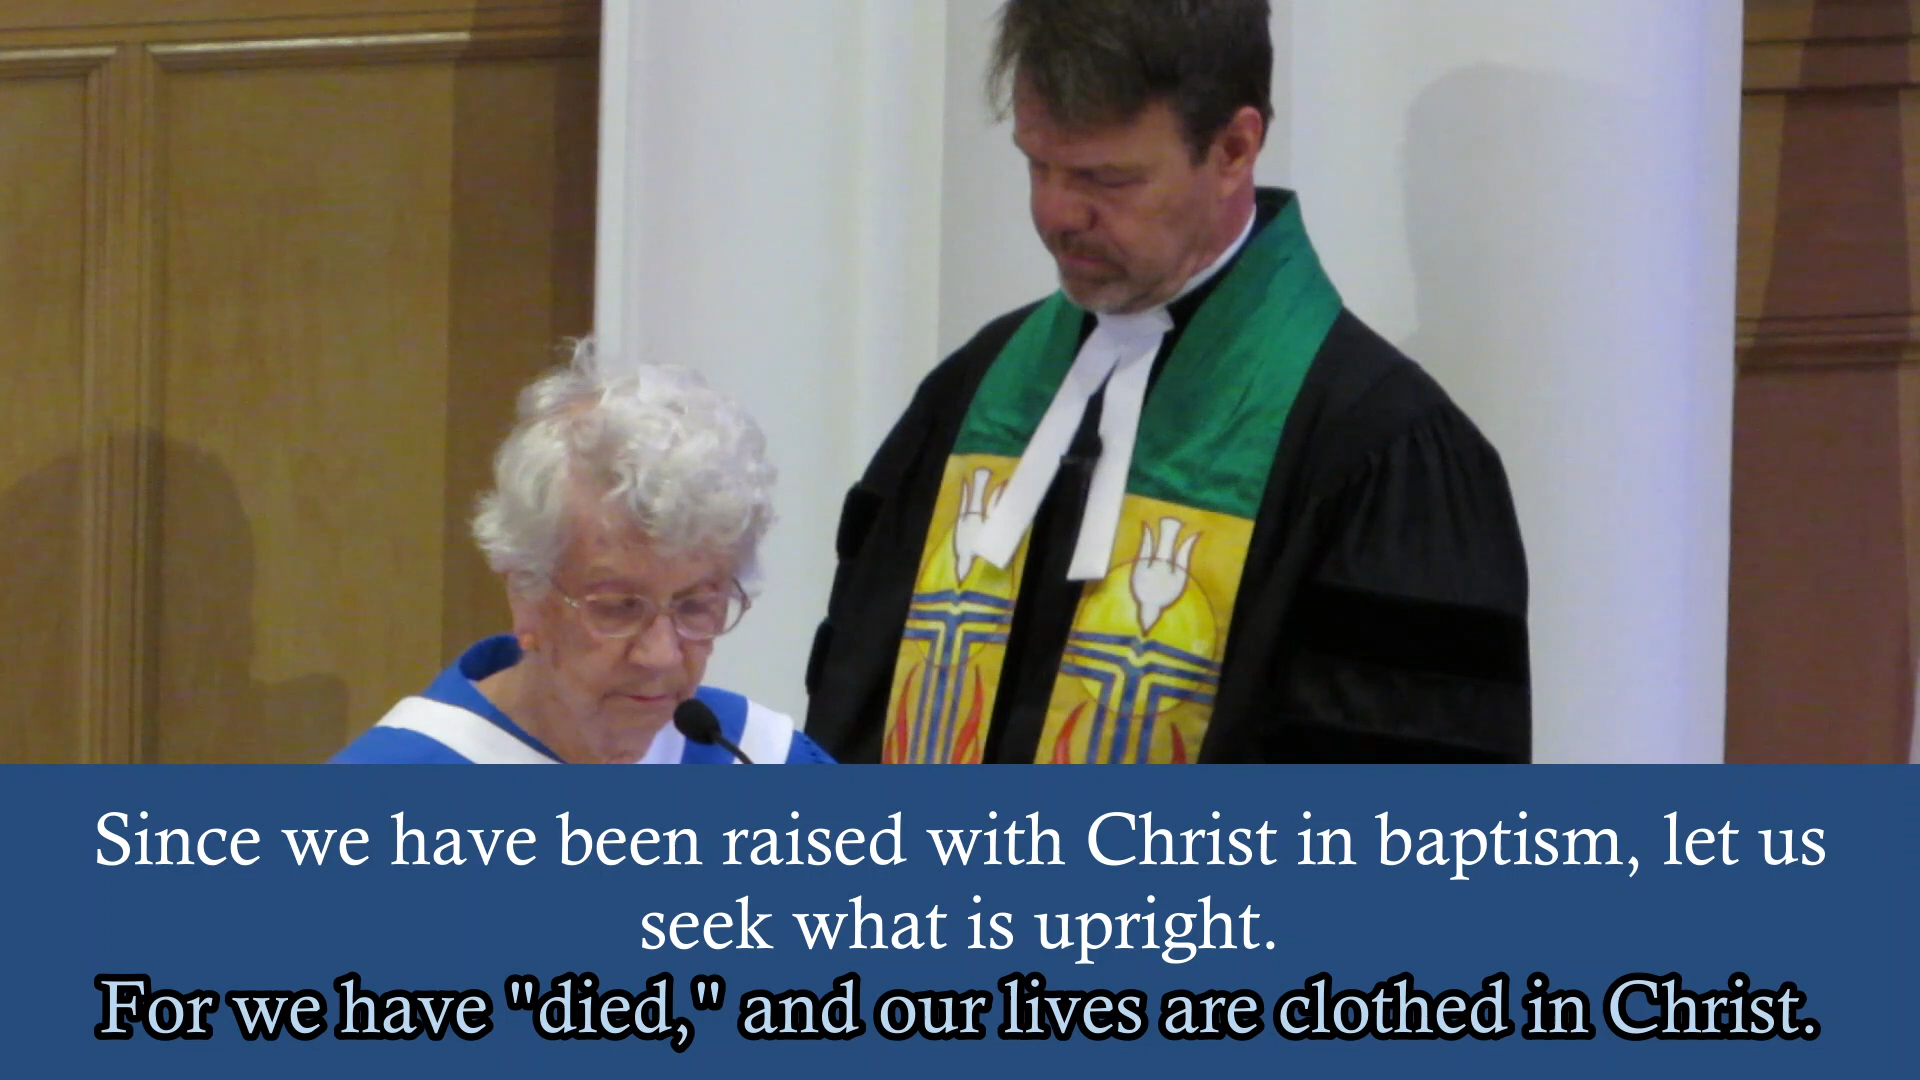 Since we have been raised with Christ in baptism, let us
seek what is upright.
For we have "died," and our lives are clothed in Christ.